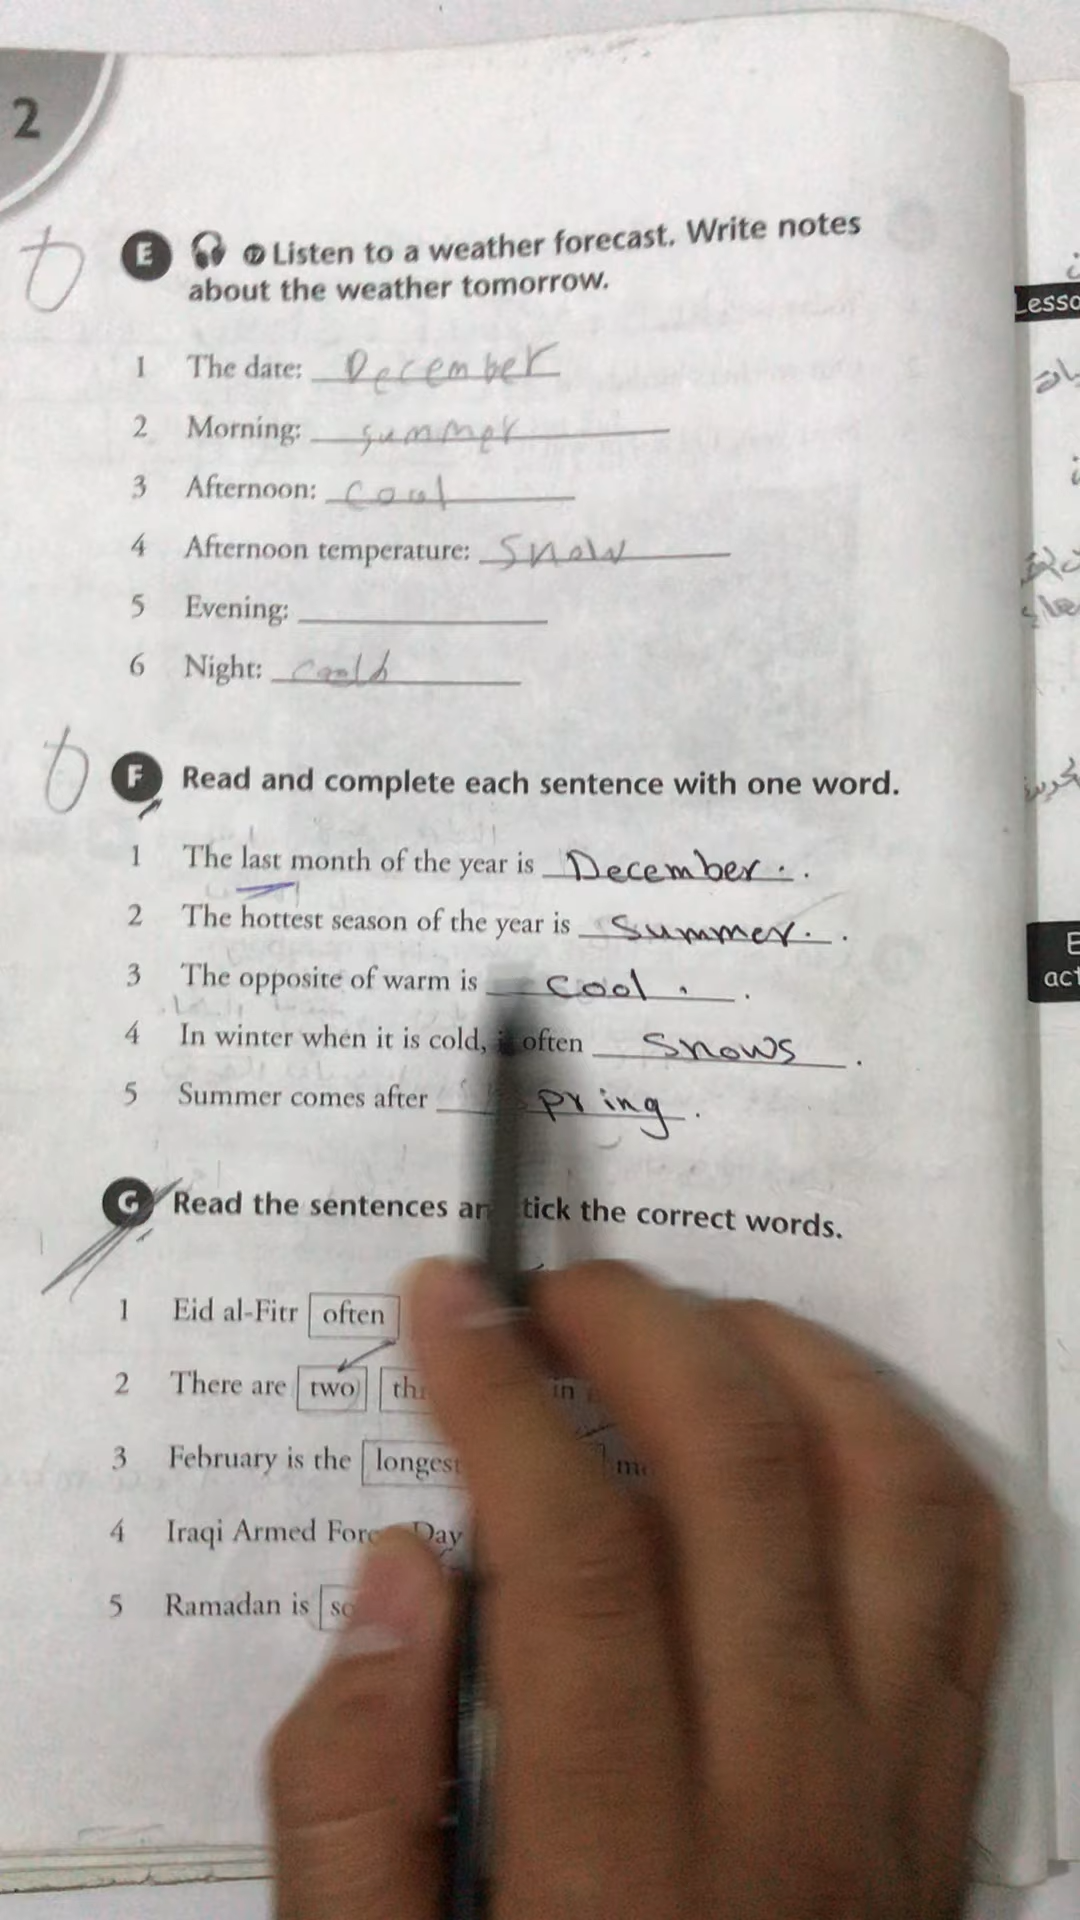 2
E Listen to a weather forecast. Write notes
about the weather tomorrow.
1 The date: December
2 Morning: summer
3 Afternoon: cool
4 Afternoon temperature: Snow
5 Evening:
6 Night:
Lesso
F Read and complete each sentence with one word.
1 The last month of the year is December.
2 The hottest season of the year is Summer.
3 The opposite of warm is cool.
4 In winter when it is cold, often Snows.
5 Summer comes after pring.
E
act
G Read the sentences tick the correct words.
1 Eid al-Fitr often
2 There are two in
3 February is the longest
4 Iraqi Armed Day
5 Ramadan is